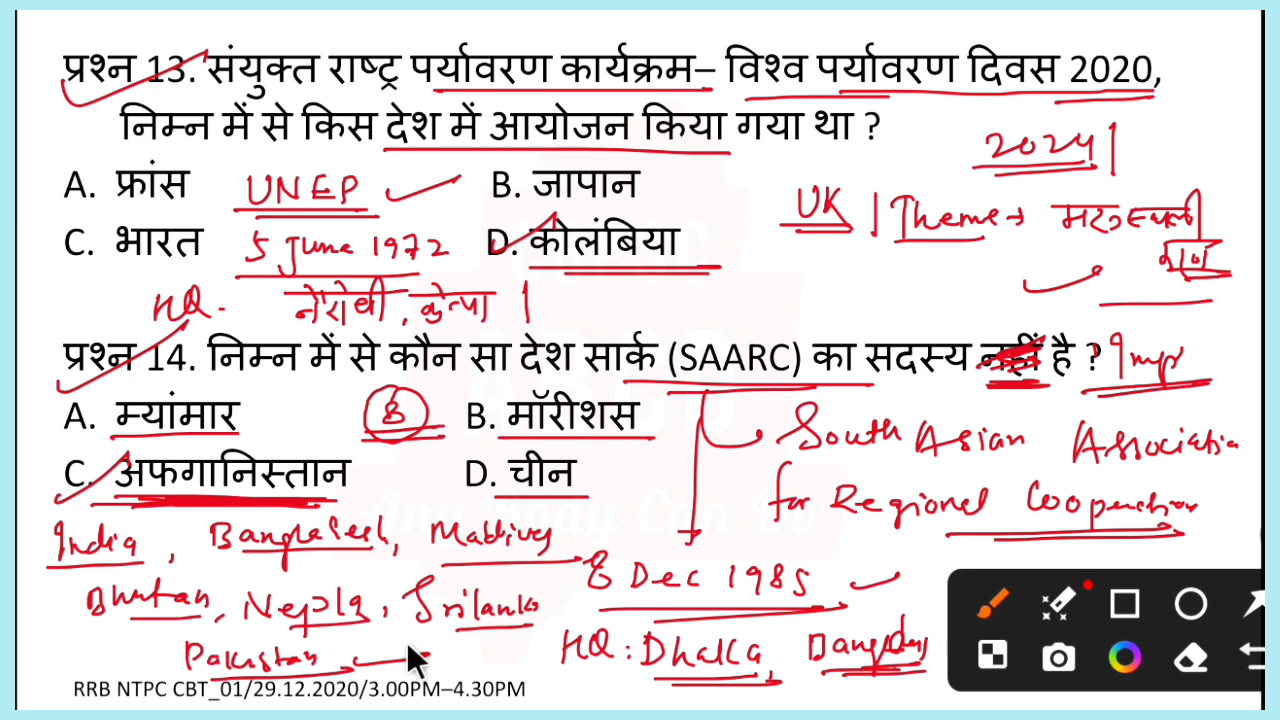 प्रश्न 13. संयुक्त राष्ट्र पर्यावरण कार्यक्रम– विश्व पर्यावरण दिवस 2020,
निम्न में से किस देश में आयोजन किया गया था ?
2024|
A. फ्रांस UNEP B. जापान
UK | Theme →
C. भारत 5 June 1972 D. कोलंबिया
HQ. नैरोबी, केन्या |
प्रश्न 14. निम्न में से कौन सा देश सार्क (SAARC) का सदस्य नहीं है ? Imp
A. म्यांमार 8 B. मॉरीशस
South Asian Association
C. अफगानिस्तान D. चीन
for Regional Cooperation
India, Bangladesh, Maldives
8 Dec 1985
Bhutan, Nepla, Srilanka
HQ: Dhaka,
Pakistan
RRB NTPC CBT_01/29.12.2020/3.00PM–4.30PM